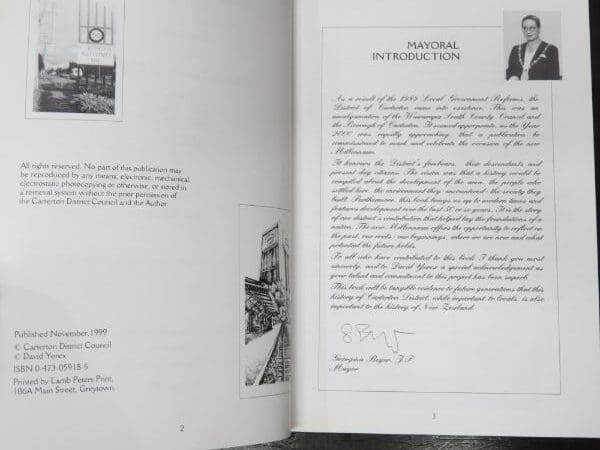 All rights reserved. No part of this publication may
be reproduced by any means, electronic, mechanical,
electrostatic photocopying or otherwise, or stored in
a retrieval system without the prior permission of
the Carterton District Council and the Author.
Published November, 1999
© Carterton District Council
© David Yerex
ISBN 0-473-05918-5
Printed by Lamb Peters Print,
106A Main Street, Greytown.
2
MAYORAL
INTRODUCTION
As a result of the 1989 Local Government Reforms, the
District of Carterton came into existence. This was an
amalgamation of the Wairarapa South County Council and
the Borough of Carterton. It seemed appropriate, as the Year
2000 was rapidly approaching, that a publication be
commissioned to mark and celebrate the occasion of the new
Millennium.
It honours the District's forebears, their descendants and
present day citizens. The vision was that a history would be
compiled about the development of the area, the people who
settled here, the environment they encountered, the society they
built. Furthermore, this book brings us up to modern times and
features development over the last 50 or so years. It is the story
of our district's contribution that helped lay the foundations of a
nation. The new Millennium offers the opportunity to reflect on
the past, our roots, our beginnings, where we are now and what
potential the future holds.
To all who have contributed to this book I thank you most
sincerely, and to David Yerex a special acknowledgement as
your talent and commitment to this project has been superb.
This book will be tangible evidence to future generations that this
history of Carterton District, while important to locals, is also
important to the history of New Zealand.
Georgina Beyer, J.P.
Mayor
3